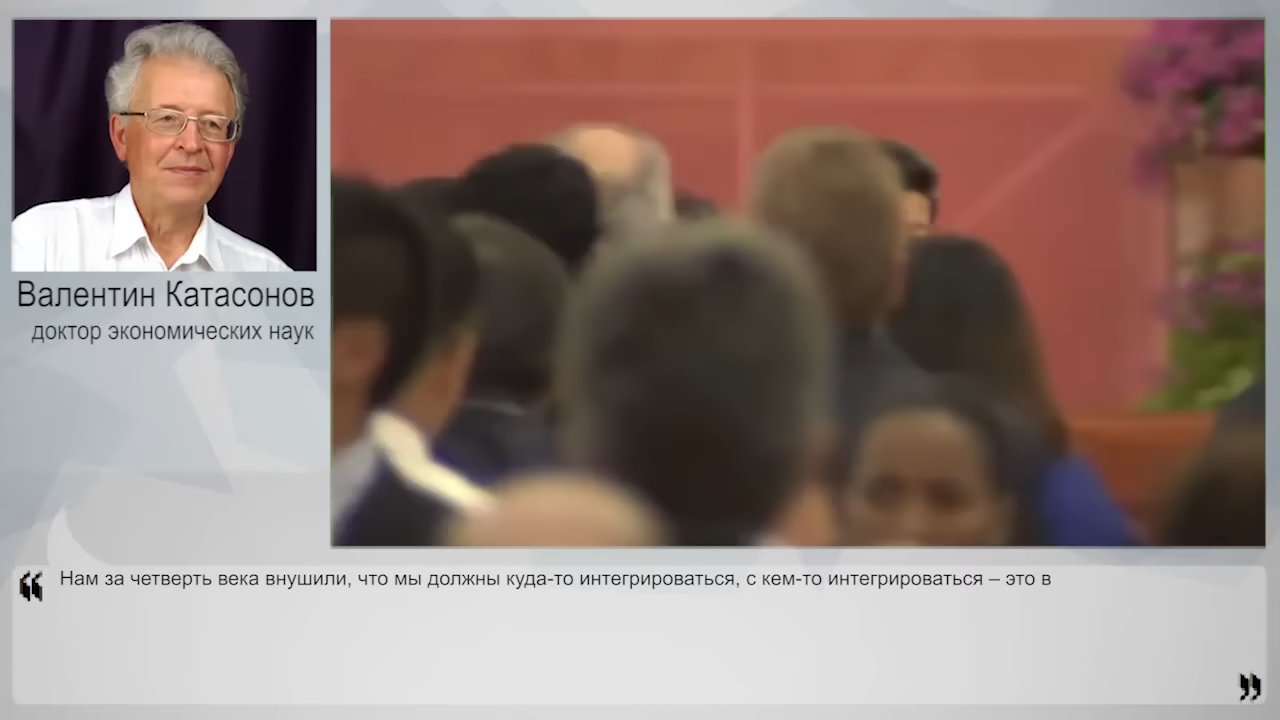 Валентин Катасонов
доктор экономических наук
“ Нам за четверть века внушили, что мы должны куда-то интегрироваться, с кем-то интегрироваться – это в
”